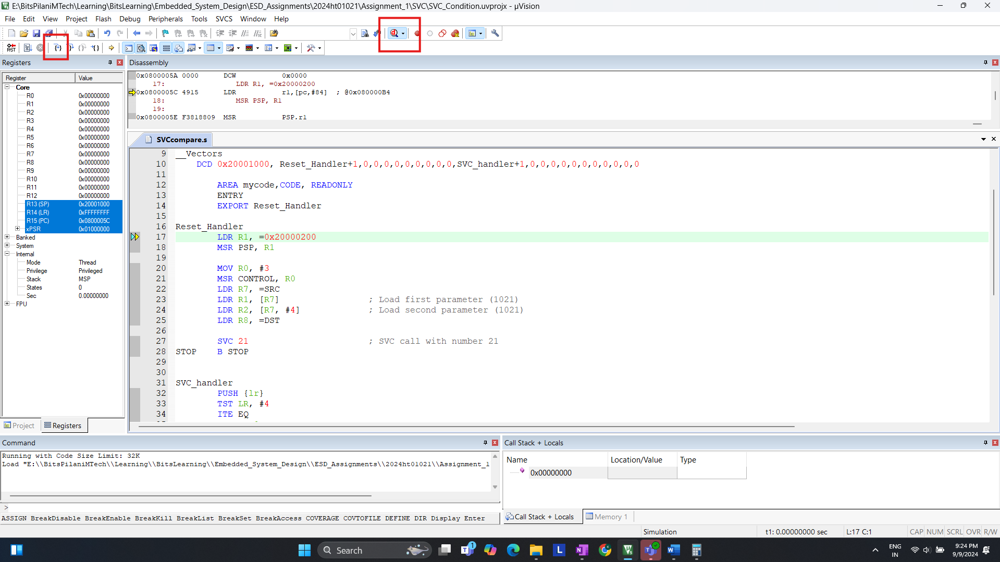 E:\BitsPilaniMTech\Learning\BitsLearning\Embedded_System_Design\ESD_Assignments\2024ht01021\Assignment_1\SVC\SVC_Condition.uvprojx - µVision
File Edit View Project Flash Debug Peripherals Tools SVCS Window Help
RST
Registers
Register Value
Core
R0 0x00000000
R1 0x00000000
R2 0x00000000
R3 0x00000000
R4 0x00000000
R5 0x00000000
R6 0x00000000
R7 0x00000000
R8 0x00000000
R9 0x00000000
R10 0x00000000
R11 0x00000000
R12 0x00000000
R13 (SP) 0x20001000
R14 (LR) 0xFFFFFFFF
R15 (PC) 0x0800005C
xPSR 0x01000000
Banked
System
Internal
Mode Thread
Privilege Privileged
Stack MSP
States 0
Sec 0.00000000
FPU
Project Registers
Disassembly
0x0800005A 0000 DCW 0x0000
17: LDR R1, =0x20000200
0x0800005C 4915 LDR r1,[pc,#84] ; @0x080000B4
18: MSR PSP, R1
19:
0x0800005E F3818809 MSR PSP,r1
SVCcompare.s
9 __Vectors
10 DCD 0x20001000, Reset_Handler+1,0,0,0,0,0,0,0,0,0,SVC_handler+1,0,0,0,0,0,0,0,0,0,0,0
11
12 AREA mycode,CODE, READONLY
13 ENTRY
14 EXPORT Reset_Handler
15
16 Reset_Handler
17 LDR R1, =0x20000200
18 MSR PSP, R1
19
20 MOV R0, #3
21 MSR CONTROL, R0
22 LDR R7, =SRC
23 LDR R1, [R7] ; Load first parameter (1021)
24 LDR R2, [R7, #4] ; Load second parameter (1021)
25 LDR R8, =DST
26
27 SVC 21 ; SVC call with number 21
28 STOP B STOP
29
30
31 SVC_handler
32 PUSH {lr}
33 TST LR, #4
34 ITE EQ
Command
Running with Code Size Limit: 32K
Load "E:\\BitsPilaniMTech\\Learning\\BitsLearning\\Embedded_System_Design\\ESD_Assignments\\2024ht01021\\Assignment_1
>
ASSIGN BreakDisable BreakEnable BreakKill BreakList BreakSet BreakAccess COVERAGE COVTOFILE DEFINE DIR Display Enter
Call Stack + Locals
Name Location/Value Type
0x00000000
Call Stack + Locals Memory 1
Simulation t1: 0.00000000 sec L:17 C:1 CAP NUM SCRL OVR R/W
Search
1
L
ENG
IN
9:24 PM
9/9/2024